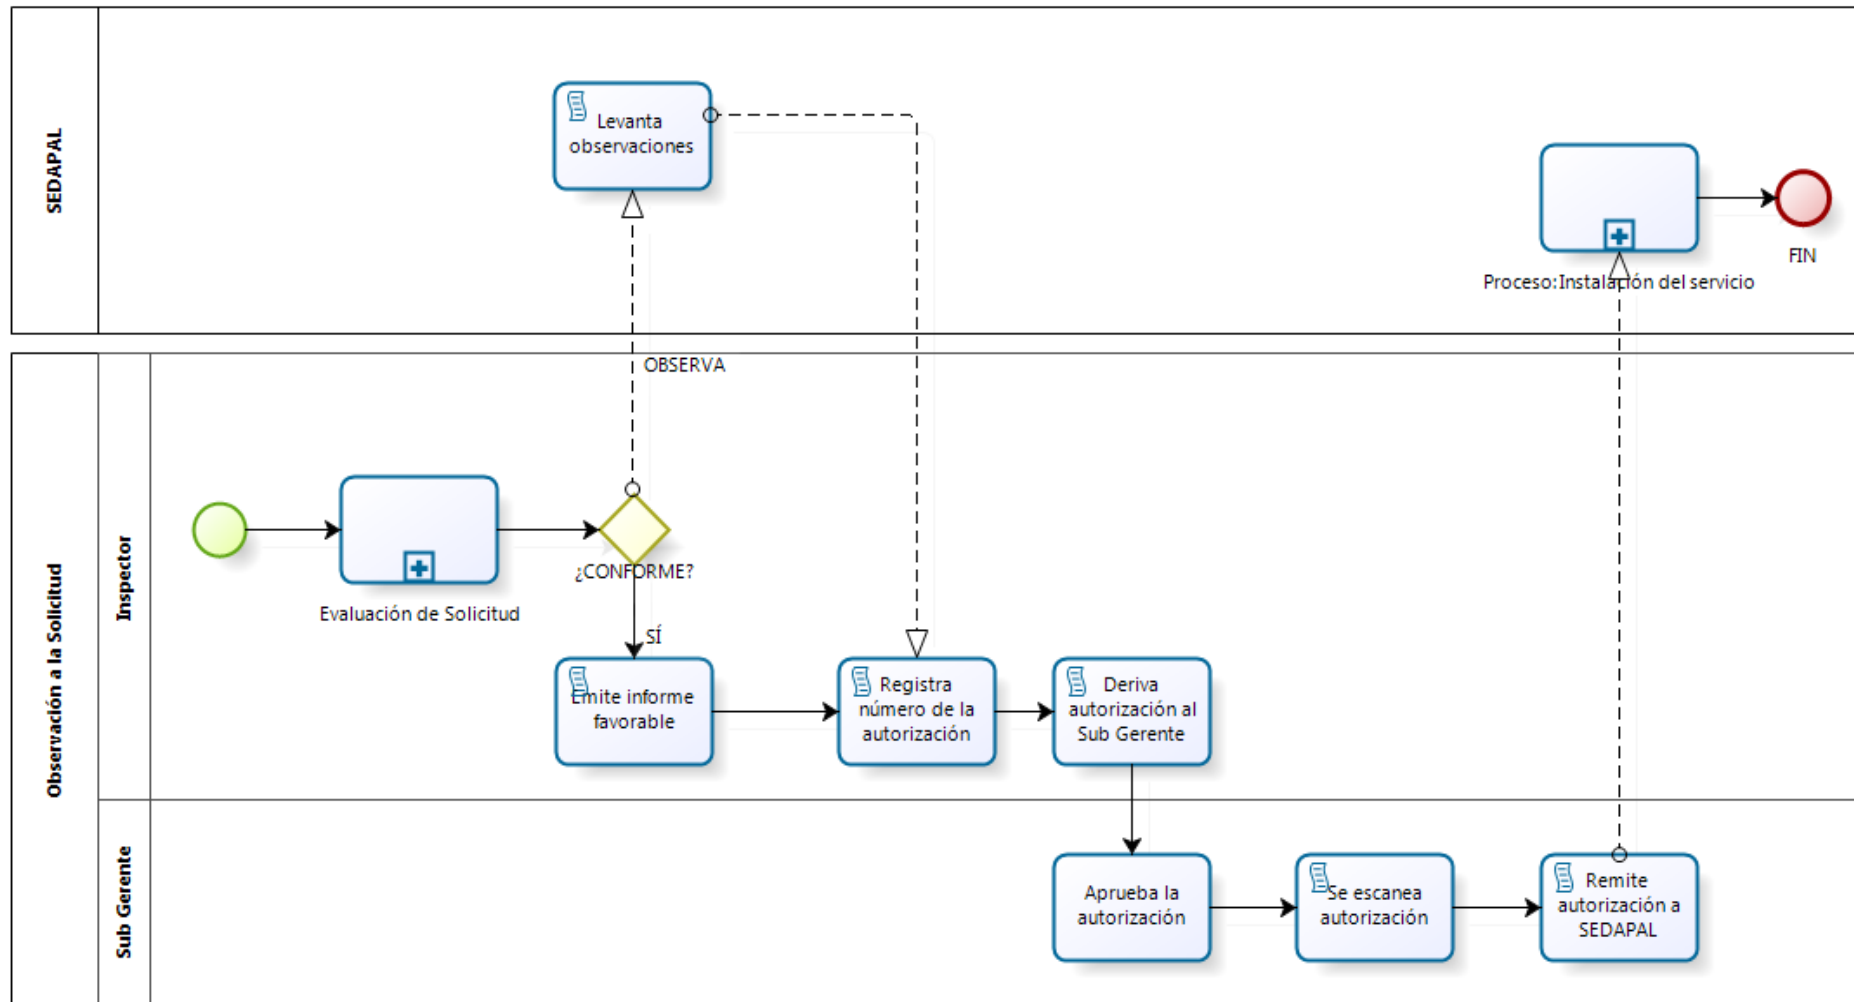 SEDAPAL
Levanta
observaciones
Proceso:Instalación del servicio
FIN
Observación a la Solicitud
Inspector
OBSERVA
Evaluación de Solicitud
¿CONFORME?
SÍ
Emite informe
favorable
Registra
número de la
autorización
Deriva
autorización al
Sub Gerente
Sub Gerente
Aprueba la
autorización
Se escanea
autorización
Remite
autorización a
SEDAPAL